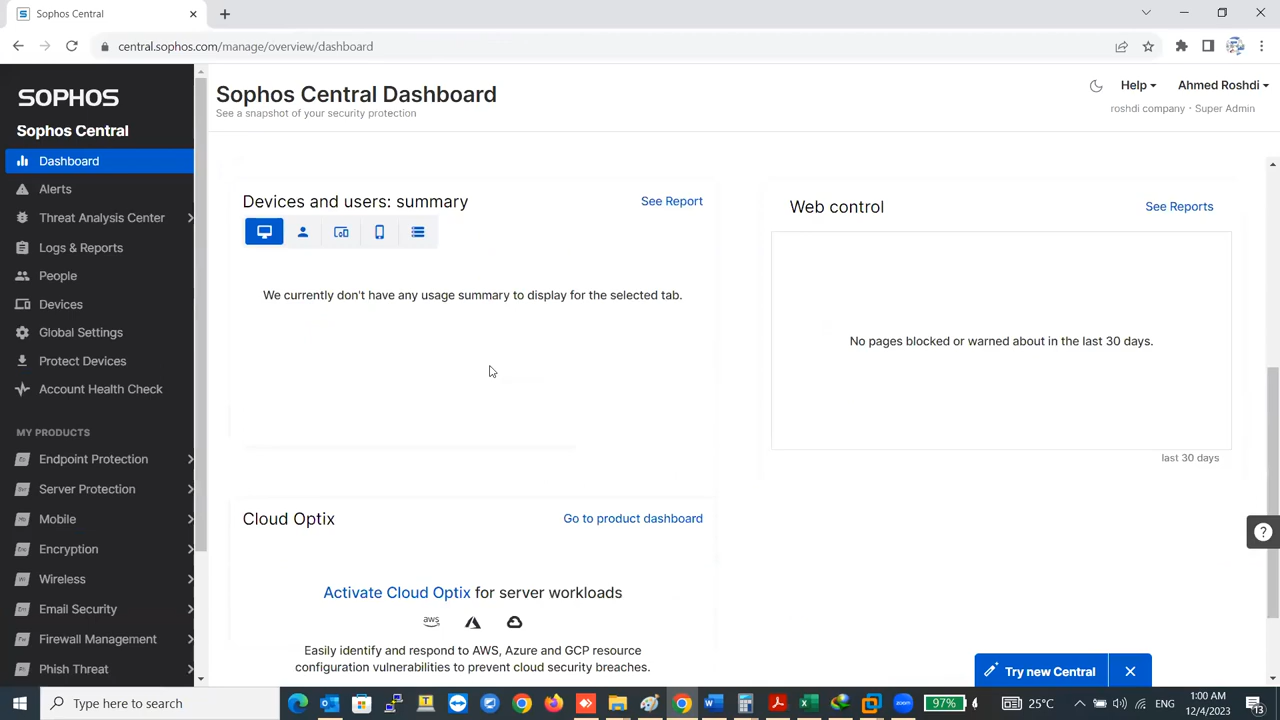 Sophos Central
central.sophos.com/manage/overview/dashboard
SOPHOS
Sophos Central
Dashboard
Alerts
Threat Analysis Center
Logs & Reports
People
Devices
Global Settings
Protect Devices
Account Health Check
MY PRODUCTS
Endpoint Protection
Server Protection
Mobile
Encryption
Wireless
Email Security
Firewall Management
Phish Threat
Sophos Central Dashboard
See a snapshot of your security protection
Help
Ahmed Roshdi
roshdi company · Super Admin
Devices and users: summary
See Report
We currently don't have any usage summary to display for the selected tab.
Web control
See Reports
No pages blocked or warned about in the last 30 days.
last 30 days
Cloud Optix
Go to product dashboard
Activate Cloud Optix for server workloads
aws
Easily identify and respond to AWS, Azure and GCP resource
configuration vulnerabilities to prevent cloud security breaches.
Try new Central
Type here to search
97%
25°C
ENG
1:00 AM
12/4/2023